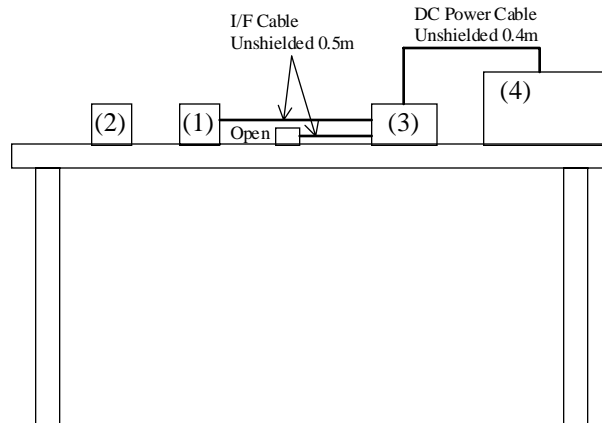 I/F Cable
Unshielded 0.5m
DC Power Cable
Unshielded 0.4m
(4)
(2)
(1)
(3)
Open